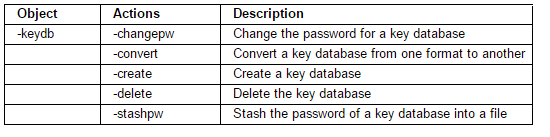 Object Actions Description
-keydb -changepw Change the password for a key database
-convert Convert a key database from one format to another
-create Create a key database
-delete Delete the key database
-stashpw Stash the password of a key database into a file